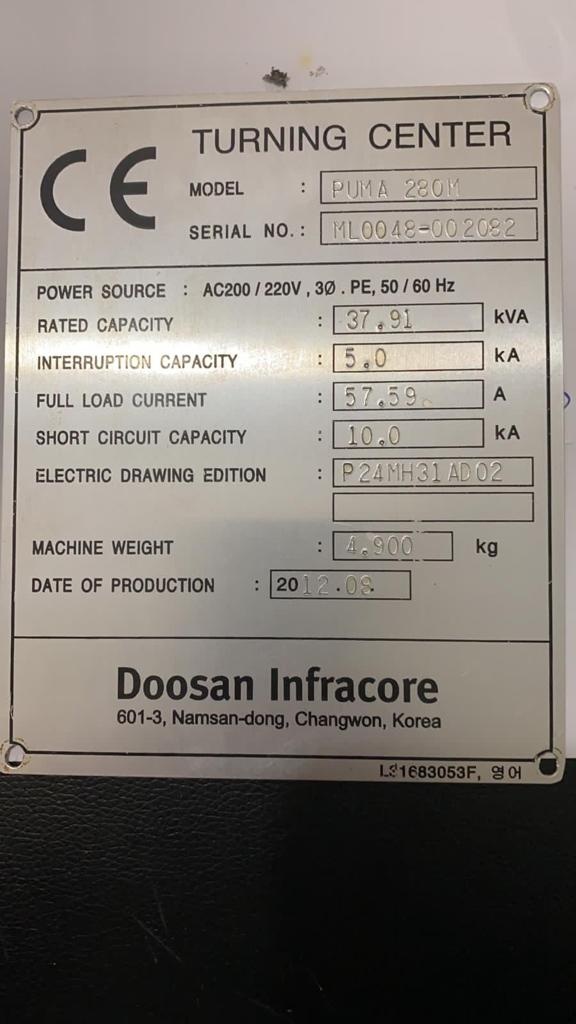 CE
TURNING CENTER
MODEL : PUMA 280M
SERIAL NO. : ML0048-002082
POWER SOURCE : AC200 / 220V , 3Ø . PE, 50 / 60 Hz
RATED CAPACITY : 37.91 kVA
INTERRUPTION CAPACITY : 5.0 kA
FULL LOAD CURRENT : 57.59 A
SHORT CIRCUIT CAPACITY : 10.0 kA
ELECTRIC DRAWING EDITION : P24MH31AD02
MACHINE WEIGHT : 4.900 kg
DATE OF PRODUCTION : 2012.08.
Doosan Infracore
601-3, Namsan-dong, Changwon, Korea
영어